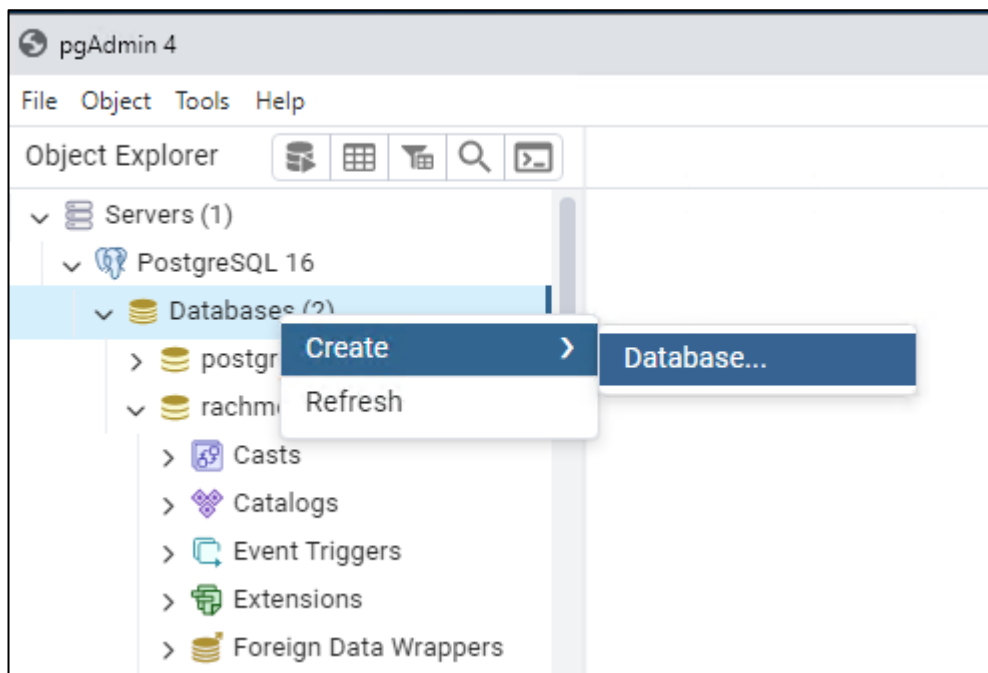 pgAdmin 4
File Object Tools Help
Object Explorer
Servers (1)
PostgreSQL 16
Databases (2)
Create
Database...
Refresh
Casts
Catalogs
Event Triggers
Extensions
Foreign Data Wrappers